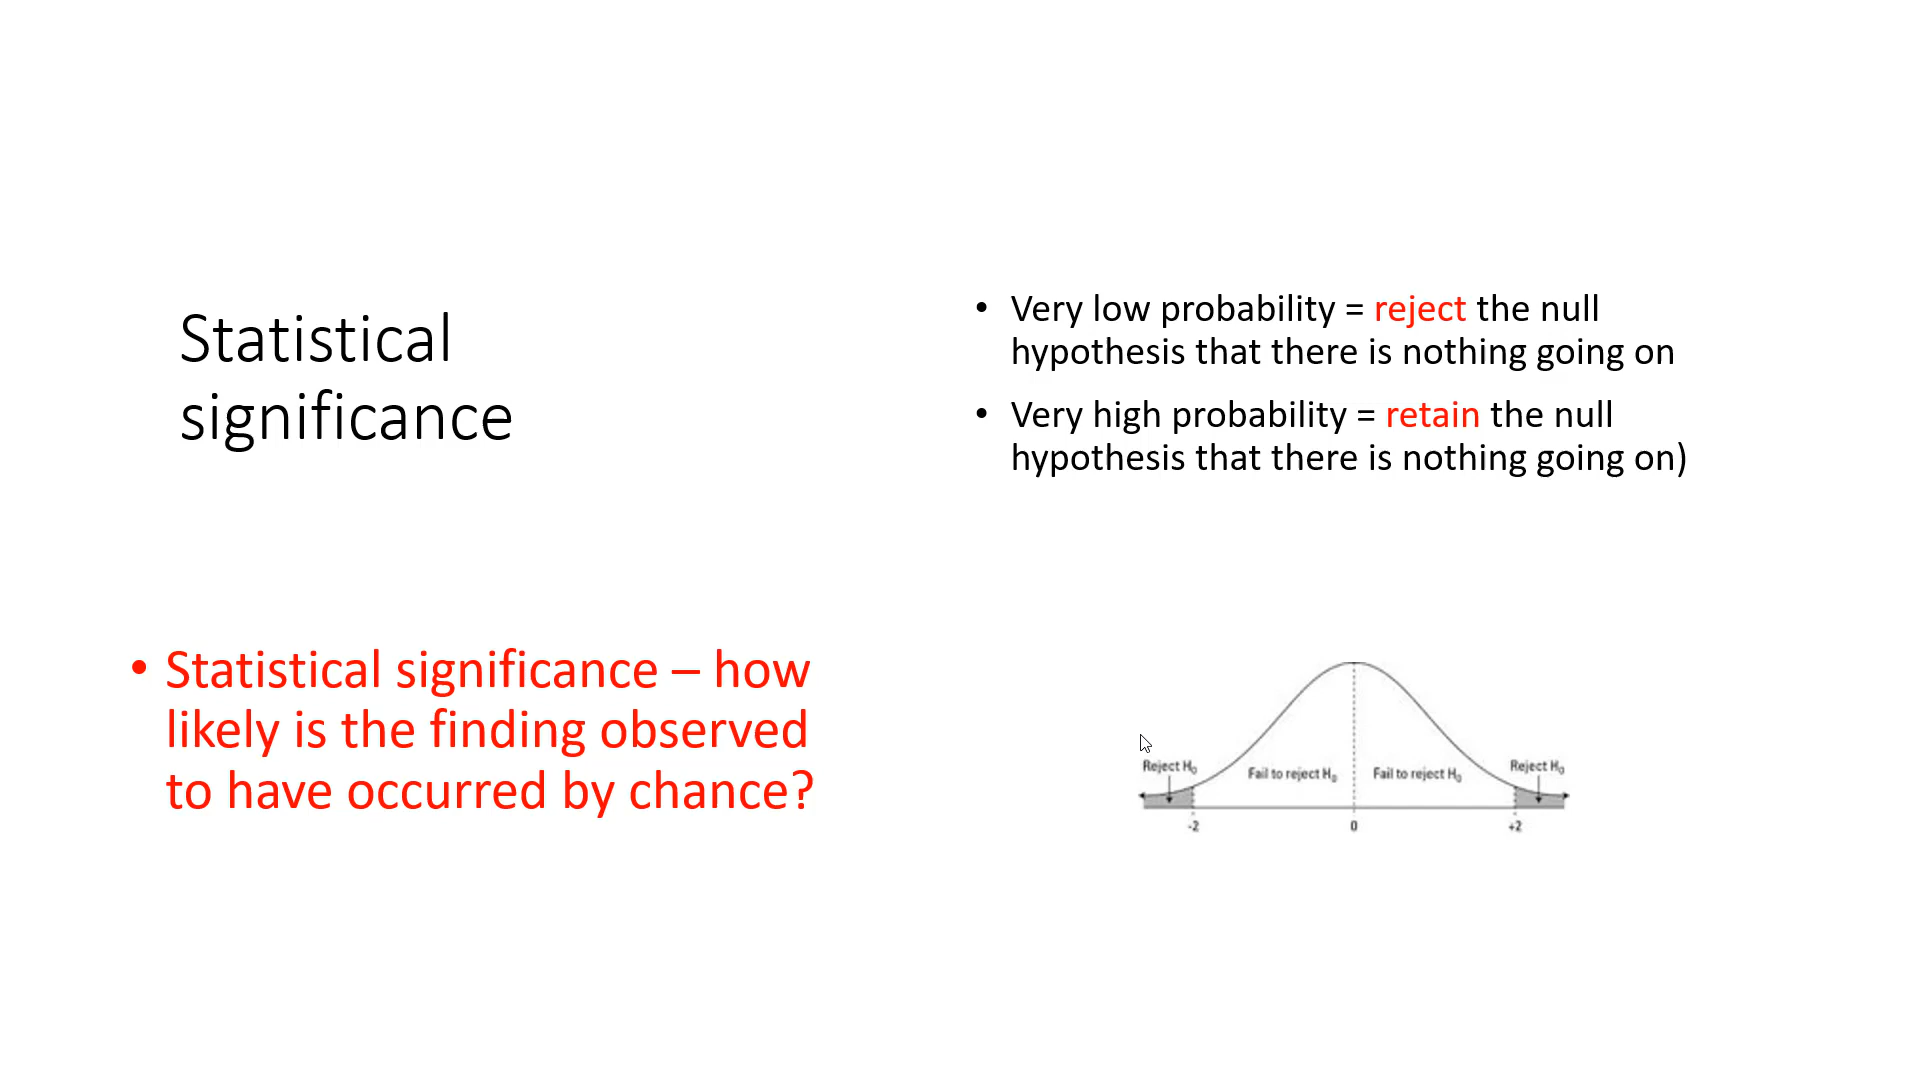 Statistical
significance
• Very low probability = reject the null
hypothesis that there is nothing going on
• Very high probability = retain the null
hypothesis that there is nothing going on)
• Statistical significance – how
likely is the finding observed
to have occurred by chance?
Reject H₀
Fail to reject H₀
Fail to reject H₀
Reject H₀
-2
0
+2